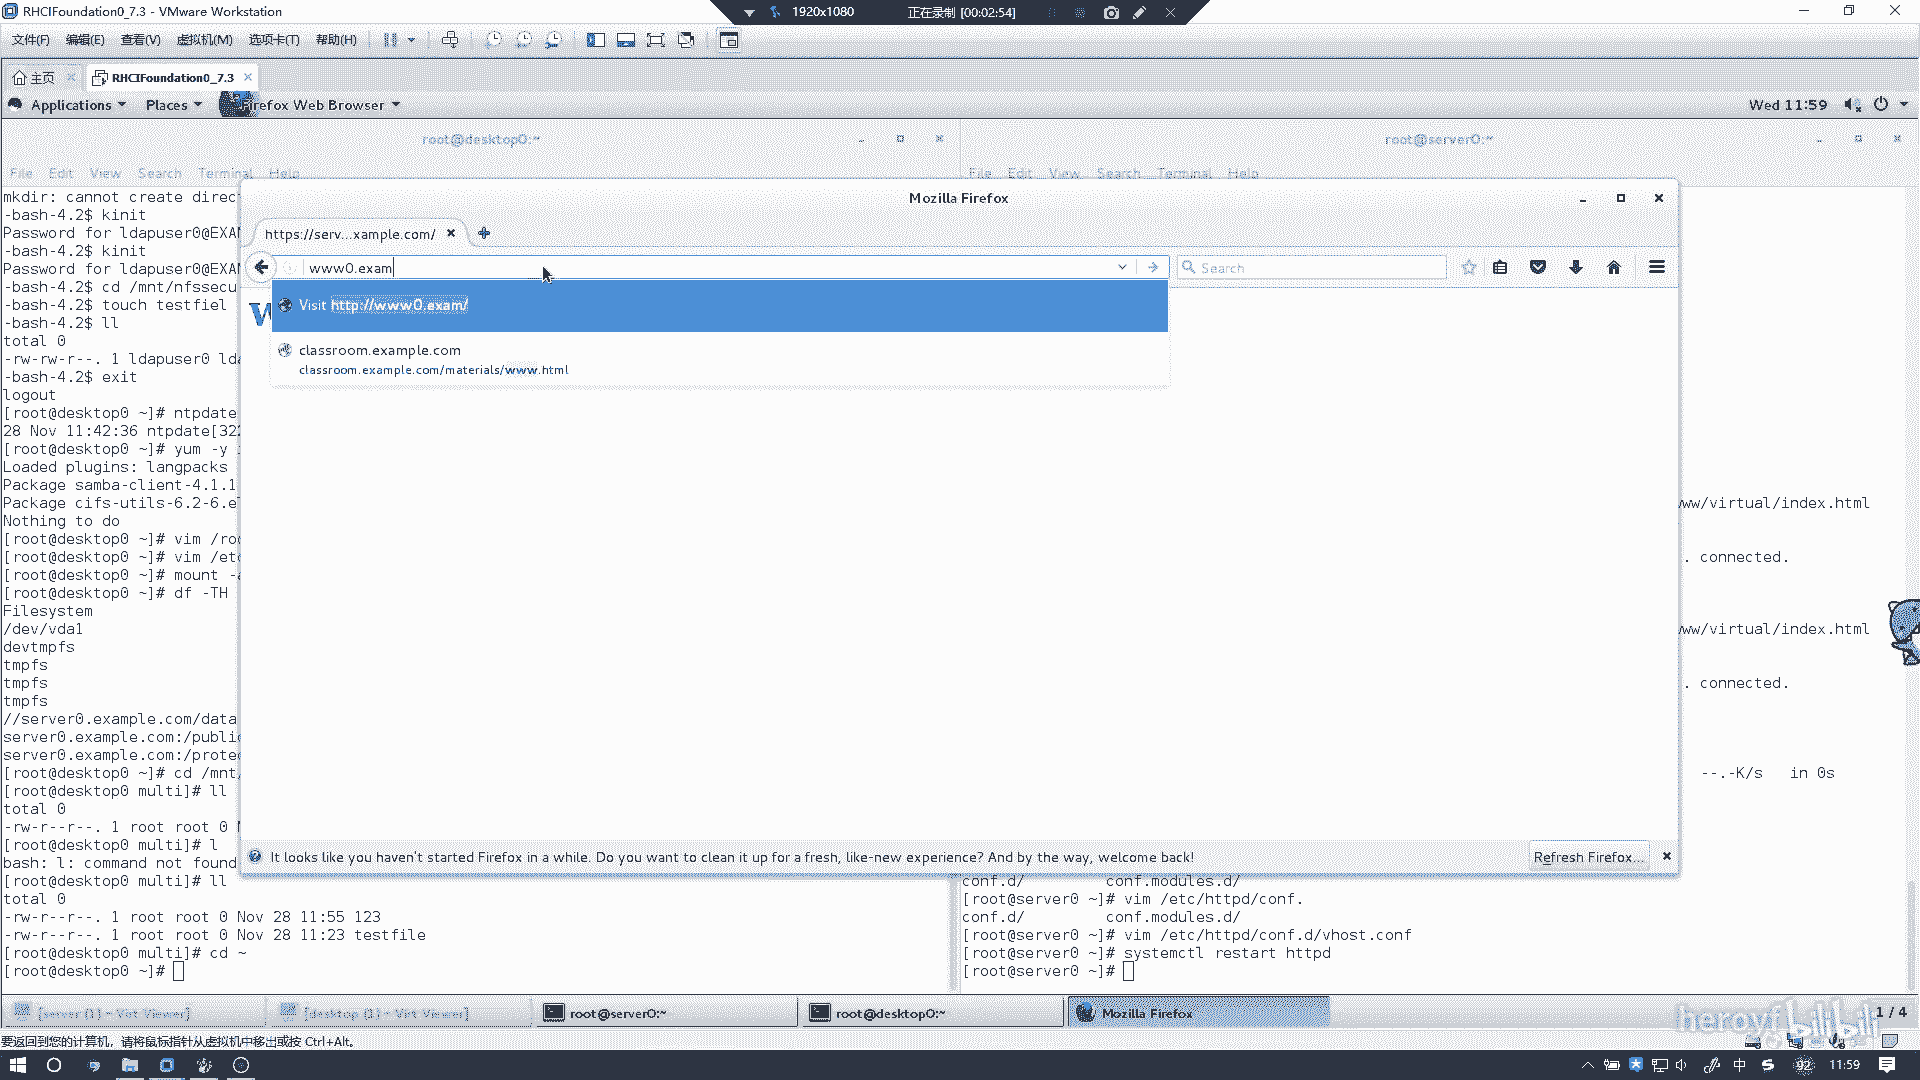 RHCIFoundation0_7.3 - VMware Workstation
1920x1080
正在录制 [00:02:54]
文件(F) 编辑(E) 查看(V) 虚拟机(M) 选项卡(T) 帮助(H)
主页
RHCIFoundation0_7.3
Applications Places Firefox Web Browser
Wed 11:59
root@desktop0:~
root@server0:~
File Edit View Search Terminal Help
File Edit View Search Terminal Help
Mozilla Firefox
https://serv...xample.com/
www0.exam
Search
Visit http://www0.exam/
classroom.example.com
classroom.example.com/materials/www.html
It looks like you haven't started Firefox in a while. Do you want to clean it up for a fresh, like-new experience? And by the way, welcome back!
Refresh Firefox...
mkdir: cannot create direc
-bash-4.2$ kinit
Password for ldapuser0@EXA
-bash-4.2$ kinit
Password for ldapuser0@EXA
-bash-4.2$ cd /mnt/nfssecu
-bash-4.2$ touch testfiel
-bash-4.2$ ll
total 0
-rw-rw-r--. 1 ldapuser0 lda
-bash-4.2$ exit
logout
[root@desktop0 ~]# ntpdate
28 Nov 11:42:36 ntpdate[32
[root@desktop0 ~]# yum -y
Loaded plugins: langpacks
Package samba-client-4.1.1
Package cifs-utils-6.2-6.e
Nothing to do
[root@desktop0 ~]# vim /ro
[root@desktop0 ~]# vim /etc
[root@desktop0 ~]# mount -a
[root@desktop0 ~]# df -TH
Filesystem
/dev/vda1
devtmpfs
tmpfs
tmpfs
tmpfs
//server0.example.com/data
server0.example.com:/publi
server0.example.com:/prote
[root@desktop0 ~]# cd /mnt/
[root@desktop0 multi]# ll
total 0
-rw-r--r--. 1 root root 0
[root@desktop0 multi]# l
bash: l: command not found
[root@desktop0 multi]# ll
total 0
-rw-r--r--. 1 root root 0 Nov 28 11:55 123
-rw-r--r--. 1 root root 0 Nov 28 11:23 testfile
[root@desktop0 multi]# cd ~
[root@desktop0 ~]#
ww/virtual/index.html
. connected.
ww/virtual/index.html
. connected.
--.-K/s in 0s
conf.d/ conf.modules.d/
[root@server0 ~]# vim /etc/httpd/conf.
conf.d/ conf.modules.d/
[root@server0 ~]# vim /etc/httpd/conf.d/vhost.conf
[root@server0 ~]# systemctl restart httpd
[root@server0 ~]#
[server (1) - Virt Viewer]
[desktop (1) - Virt Viewer]
root@server0:~
root@desktop0:~
Mozilla Firefox
1 / 4
heroyf bilibili
要返回到您的计算机，请将鼠标指针从虚拟机中移出或按 Ctrl+Alt。
中
92
11:59